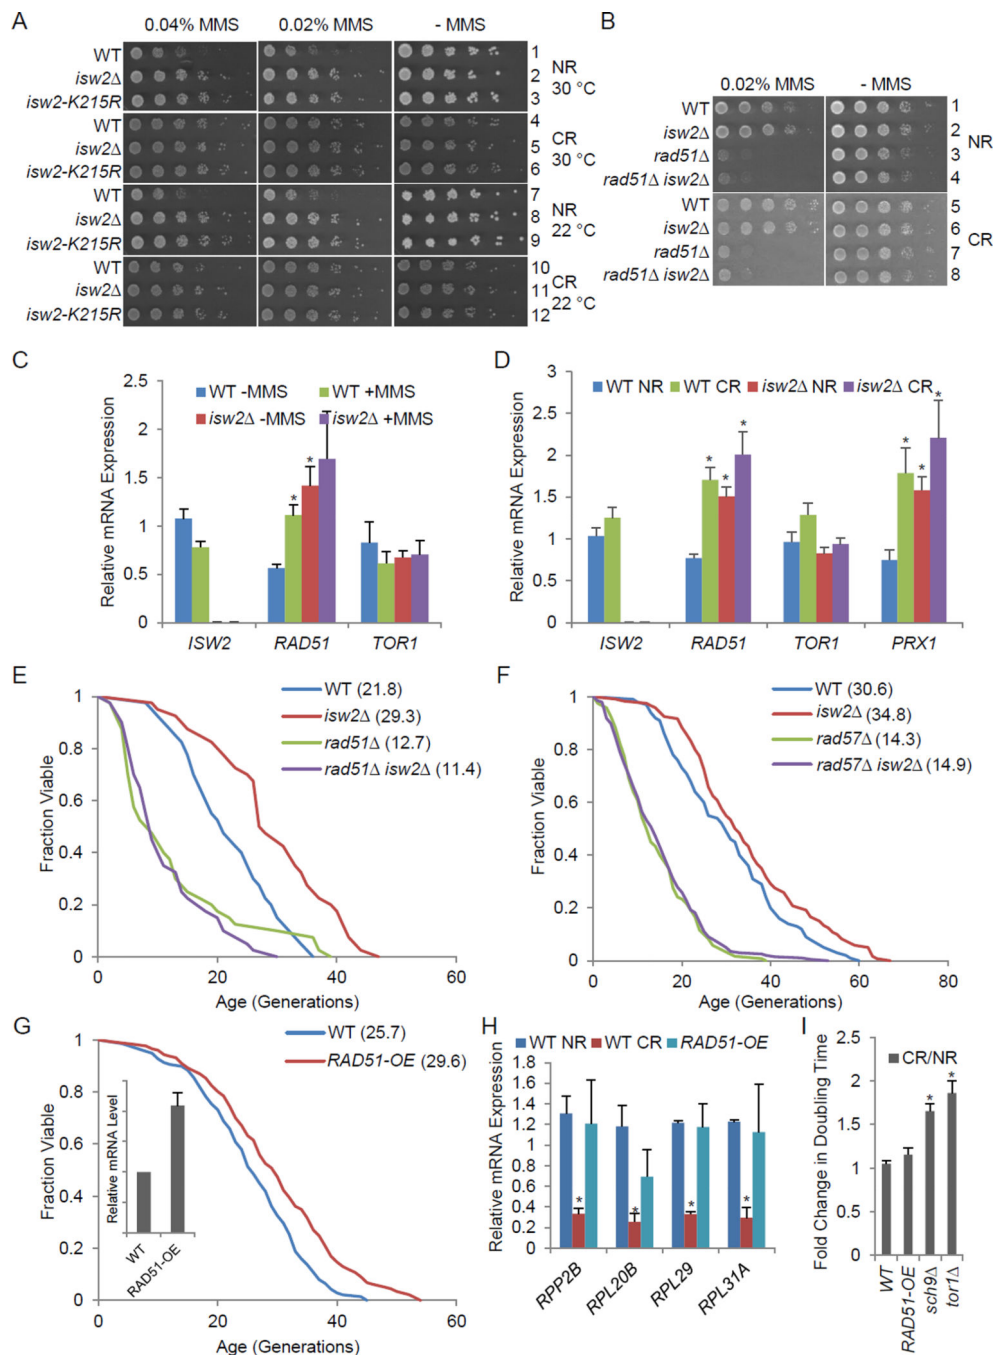 A
0.04% MMS 0.02% MMS - MMS
WT 1
isw2Δ 2 NR
isw2-K215R 3 30 °C
WT 4
isw2Δ 5 CR
isw2-K215R 6 30 °C
WT 7
isw2Δ 8 NR
isw2-K215R 9 22 °C
WT 10
isw2Δ 11 CR
isw2-K215R 12 22 °C
B
0.02% MMS - MMS
WT 1
isw2Δ 2 NR
rad51Δ 3
rad51Δ isw2Δ 4
WT 5
isw2Δ 6
rad51Δ 7 CR
rad51Δ isw2Δ 8
C
Relative mRNA Expression
2.5
2
1.5
1
0.5
0
WT -MMS WT +MMS
isw2Δ -MMS isw2Δ +MMS
* *
ISW2 RAD51 TOR1
D
Relative mRNA Expression
3
2.5
2
1.5
1
0.5
0
WT NR WT CR isw2Δ NR isw2Δ CR
* * * * * *
ISW2 RAD51 TOR1 PRX1
E
Fraction Viable
1
0.8
0.6
0.4
0.2
0
WT (21.8)
isw2Δ (29.3)
rad51Δ (12.7)
rad51Δ isw2Δ (11.4)
0 20 40 60
Age (Generations)
F
Fraction Viable
1
0.8
0.6
0.4
0.2
0
WT (30.6)
isw2Δ (34.8)
rad57Δ (14.3)
rad57Δ isw2Δ (14.9)
0 20 40 60 80
Age (Generations)
G
Fraction Viable
1
0.8
0.6
0.4
0.2
0
WT (25.7)
RAD51-OE (29.6)
Relative mRNA Level
WT
RAD51-OE
0 20 40 60
Age (Generations)
H
Relative mRNA Expression
WT NR WT CR RAD51-OE
1.8
1.6
1.4
1.2
1
0.8
0.6
0.4
0.2
0
* * * *
RPP2B RPL20B RPL29 RPL31A
I
Fold Change in Doubling Time
2.5
2
1.5
1
0.5
0
CR/NR
* *
WT
RAD51-OE
sch9Δ
tor1Δ